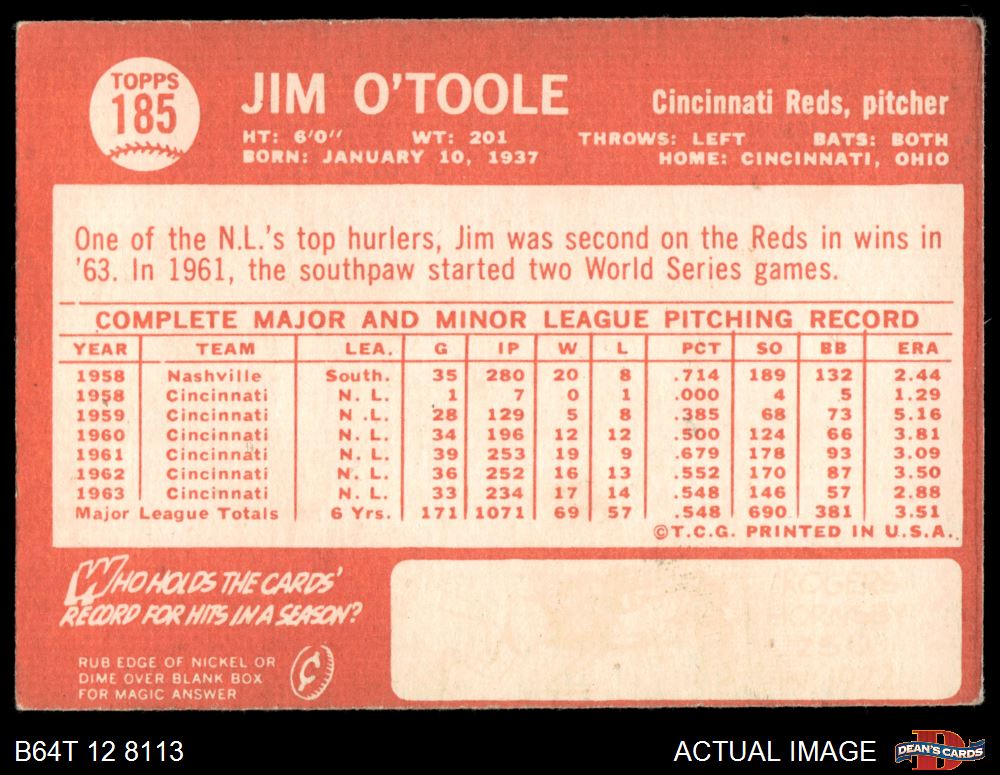 TOPPS
185
JIM O'TOOLE
Cincinnati Reds, pitcher
HT: 6'0" WT: 201 THROWS: LEFT BATS: BOTH
BORN: JANUARY 10, 1937 HOME: CINCINNATI, OHIO
One of the N.L.'s top hurlers, Jim was second on the Reds in wins in
'63. In 1961, the southpaw started two World Series games.
COMPLETE MAJOR AND MINOR LEAGUE PITCHING RECORD
YEAR TEAM LEA. G IP W L PCT SO BB ERA
1958 Nashville South. 35 280 20 8 .714 189 132 2.44
1958 Cincinnati N. L. 1 7 0 1 .000 4 5 1.29
1959 Cincinnati N. L. 28 129 5 8 .385 68 73 5.16
1960 Cincinnati N. L. 34 196 12 12 .500 124 66 3.81
1961 Cincinnati N. L. 39 253 19 9 .679 178 93 3.09
1962 Cincinnati N. L. 36 252 16 13 .552 170 87 3.50
1963 Cincinnati N. L. 33 234 17 14 .548 146 57 2.88
Major League Totals 6 Yrs. 171 1071 69 57 .548 690 381 3.51
©T.C.G. PRINTED IN U.S.A.
WHO HOLDS THE CARDS'
RECORD FOR HITS IN A SEASON?
RUB EDGE OF NICKEL OR
DIME OVER BLANK BOX
FOR MAGIC ANSWER
ROGERS
B64T 12 8113
ACTUAL IMAGE
DEAN'S CARDS